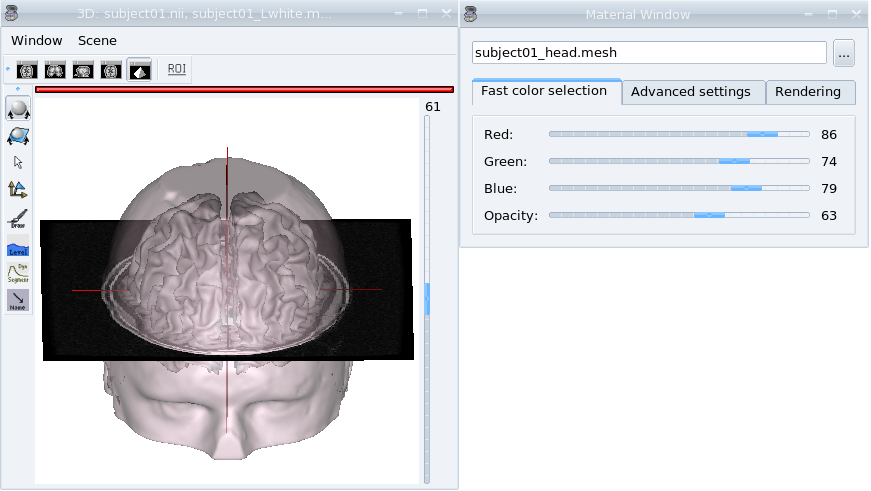 3D: subject01.nii, subject01_Lwhite.m...
Window Scene
ROI
61
Draw
Level
Dyn
Segment
Name
Material Window
subject01_head.mesh
...
Fast color selection Advanced settings Rendering
Red: 86
Green: 74
Blue: 79
Opacity: 63